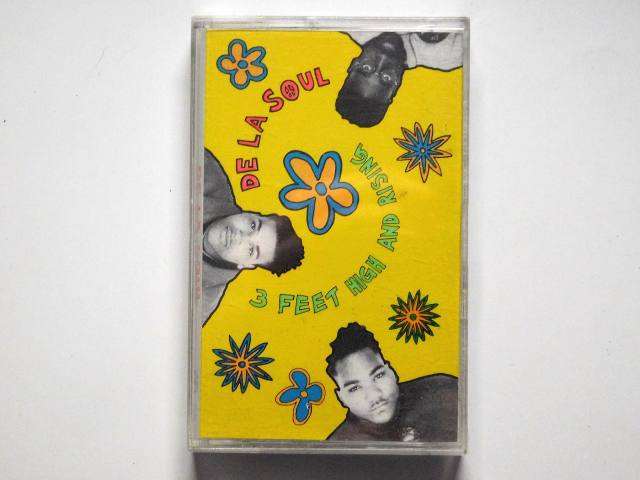 DE LA SOUL
3 FEET HIGH AND RISING